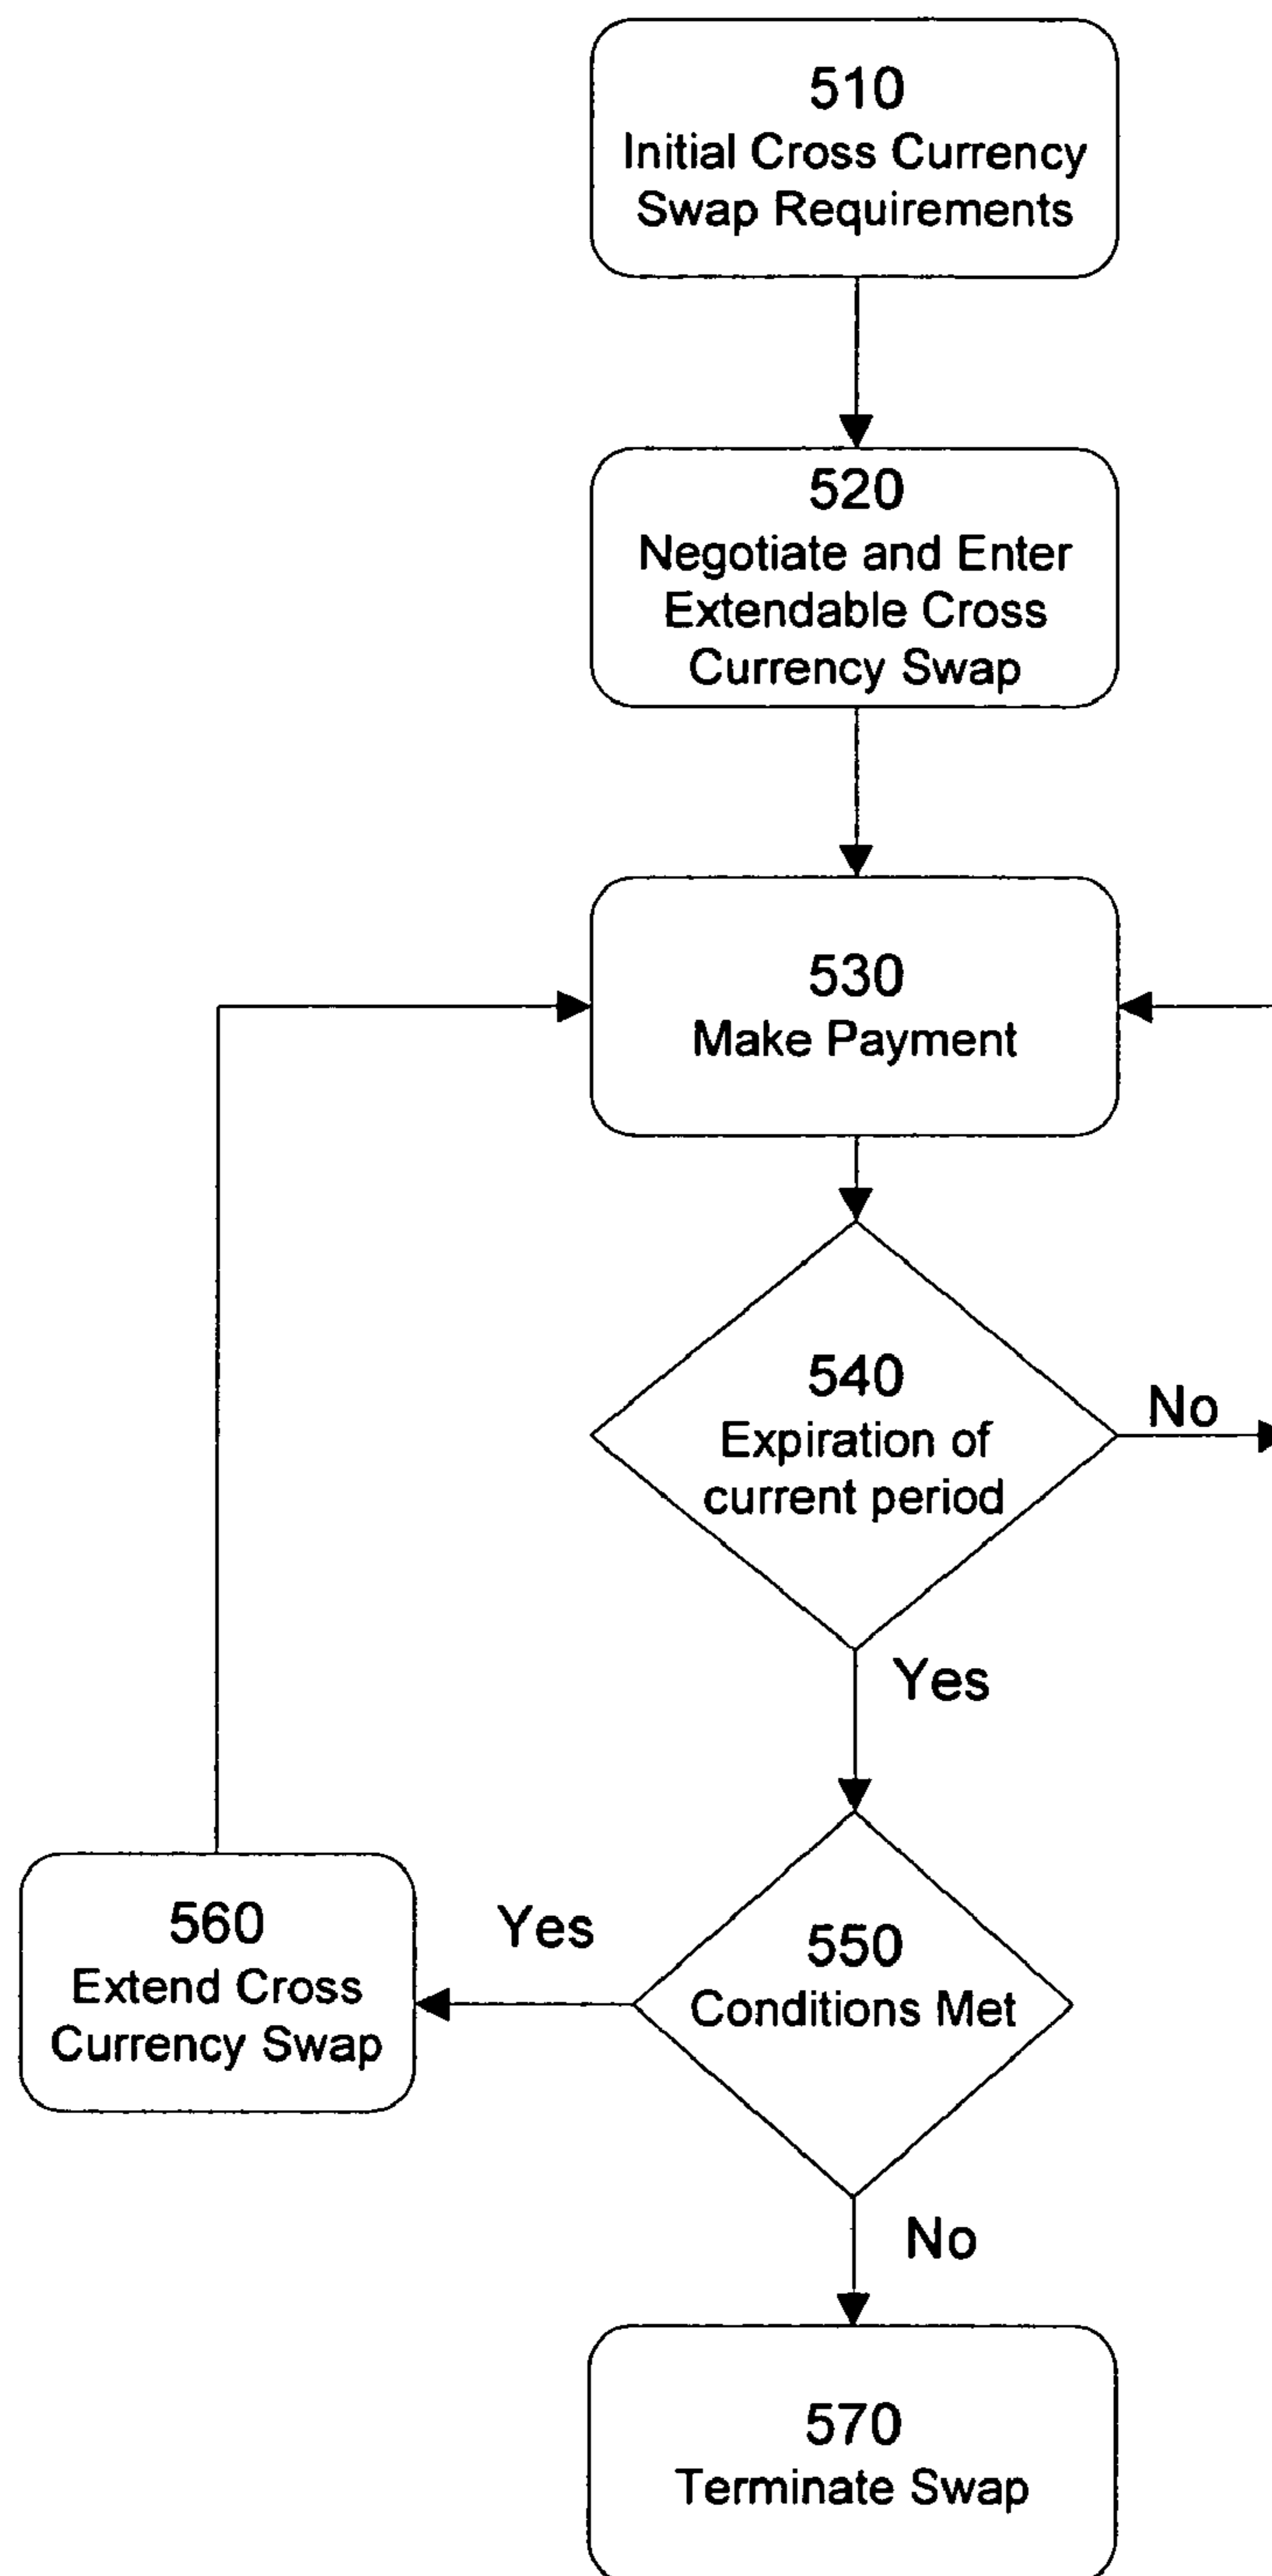 510
Initial Cross Currency
Swap Requirements
520
Negotiate and Enter
Extendable Cross
Currency Swap
530
Make Payment
540
Expiration of
current period
No
Yes
550
Conditions Met
Yes
560
Extend Cross
Currency Swap
No
570
Terminate Swap